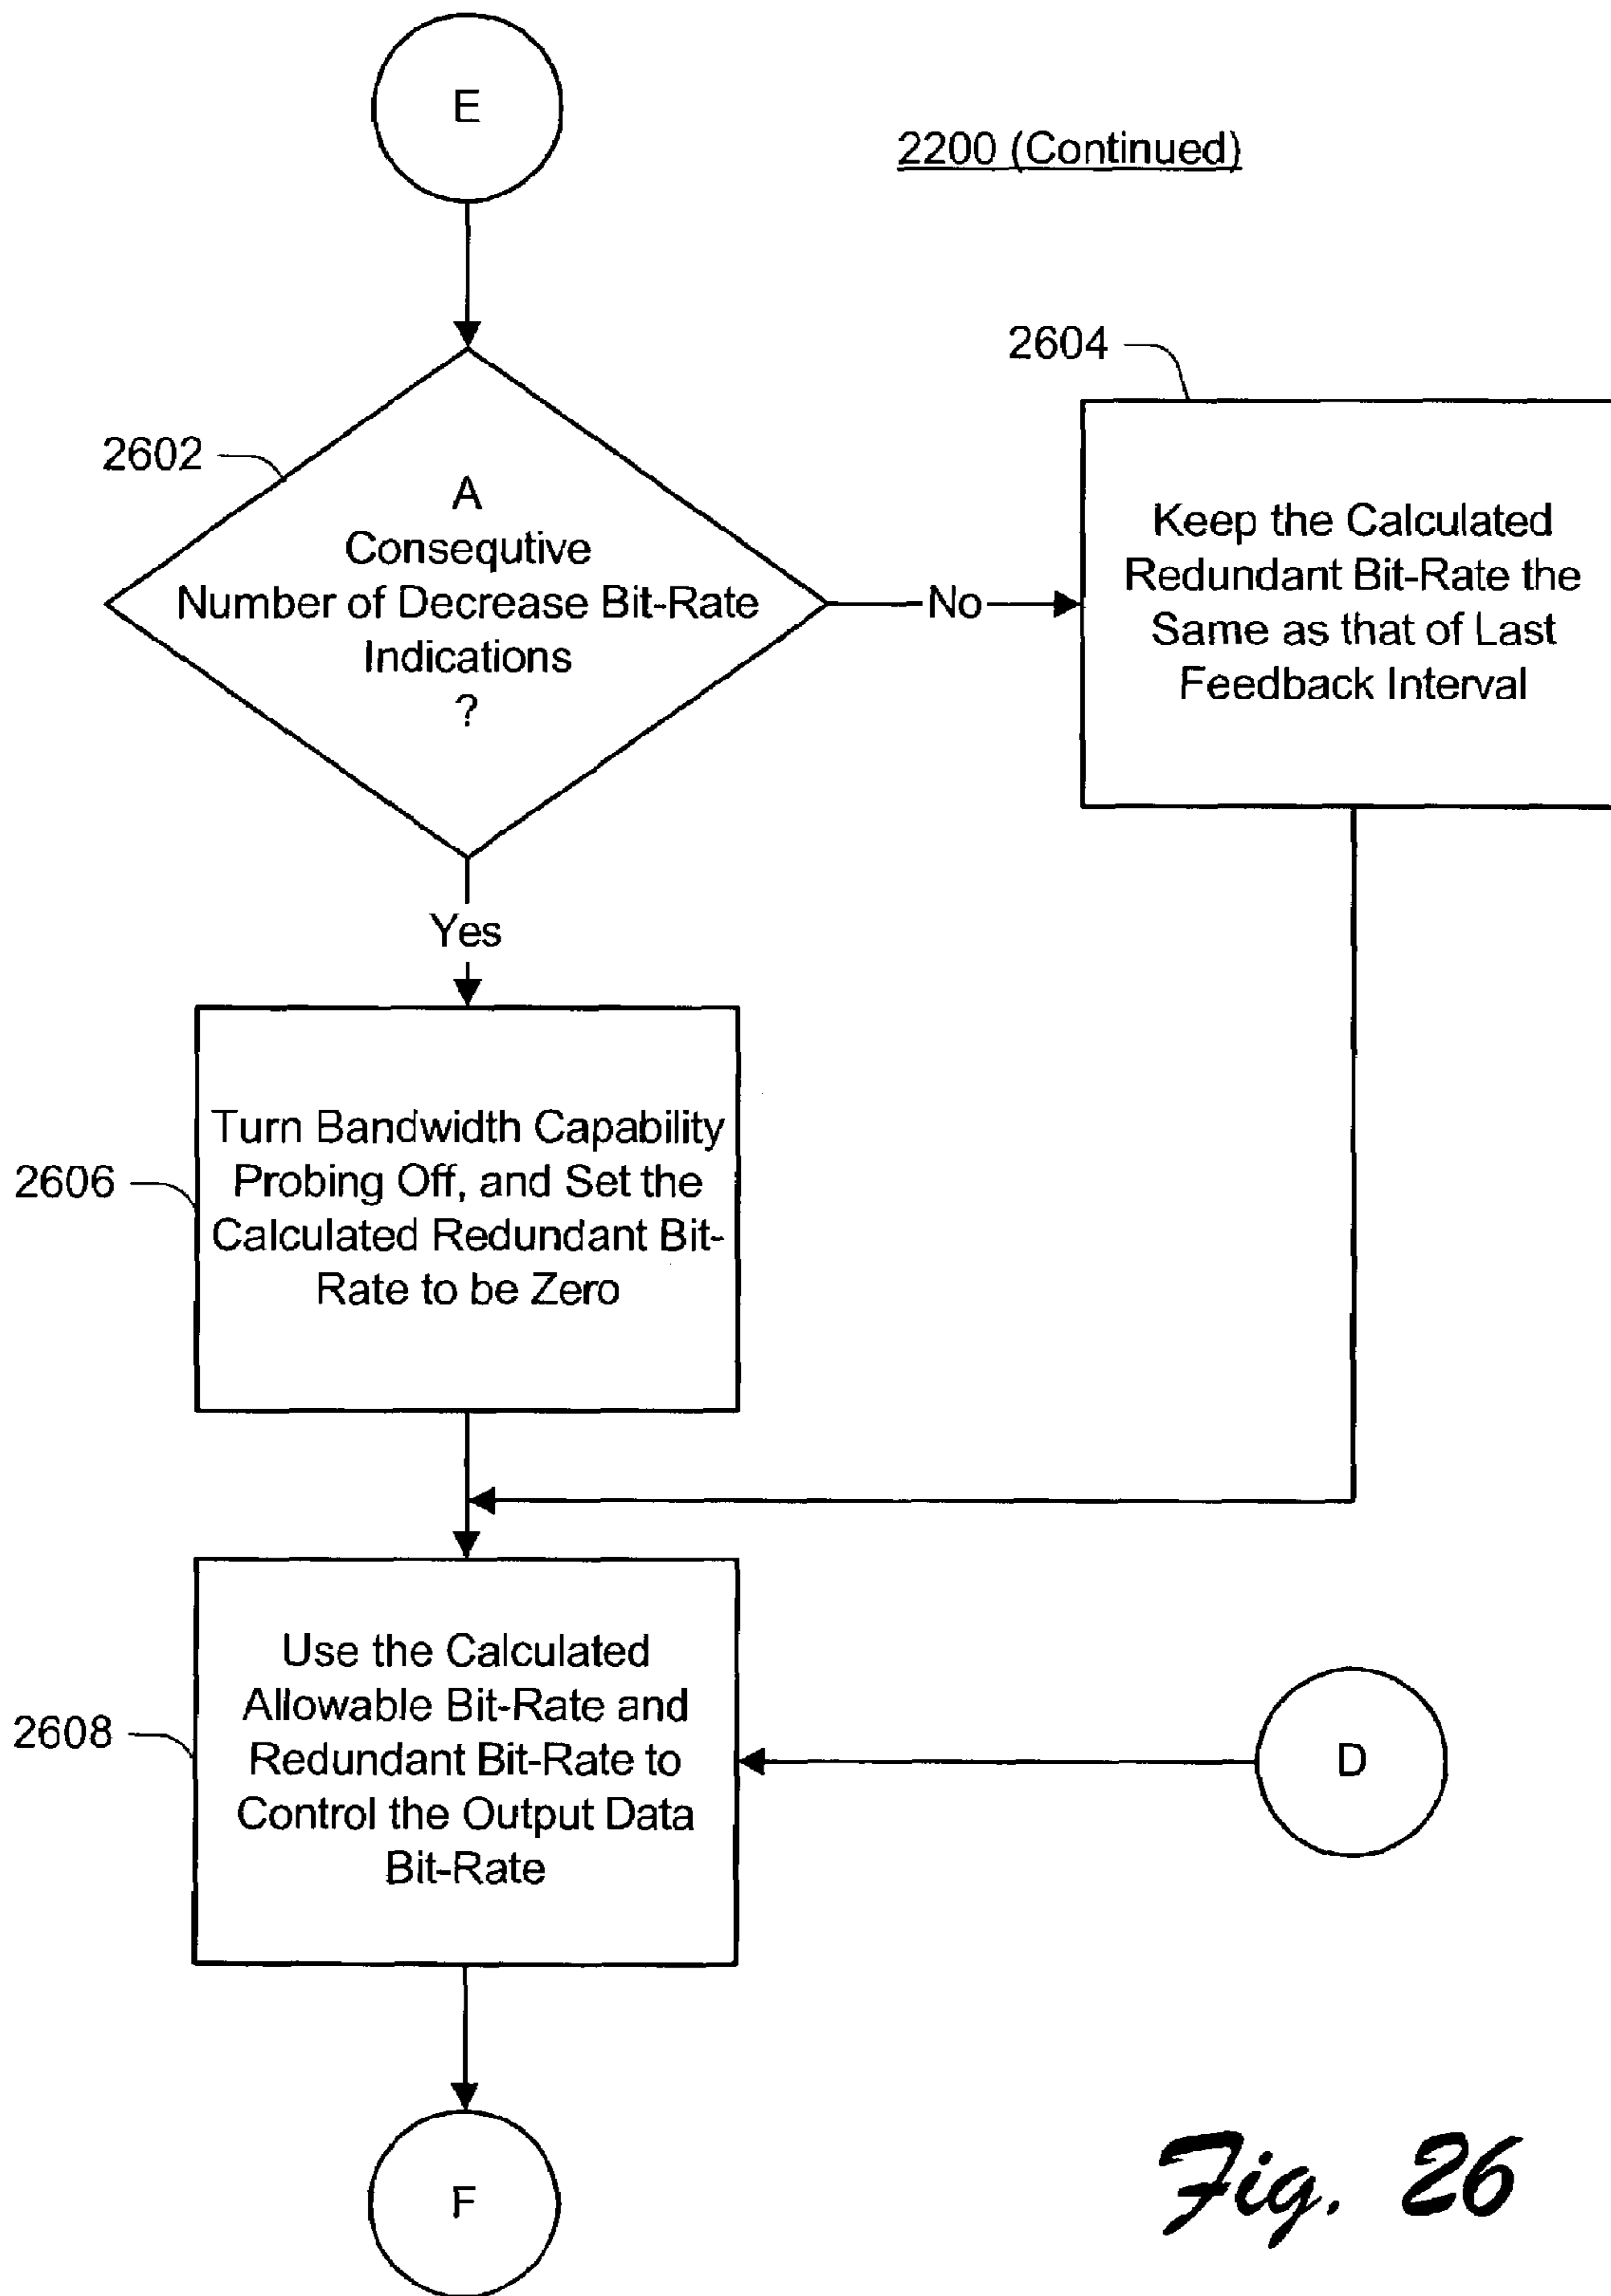 E
2200 (Continued)
2604
2602
A
Consequtive
Number of Decrease Bit-Rate
Indications
?
No
Keep the Calculated
Redundant Bit-Rate the
Same as that of Last
Feedback Interval
Yes
2606
Turn Bandwidth Capability
Probing Off, and Set the
Calculated Redundant Bit-
Rate to be Zero
2608
Use the Calculated
Allowable Bit-Rate and
Redundant Bit-Rate to
Control the Output Data
Bit-Rate
D
F
Fig. 26